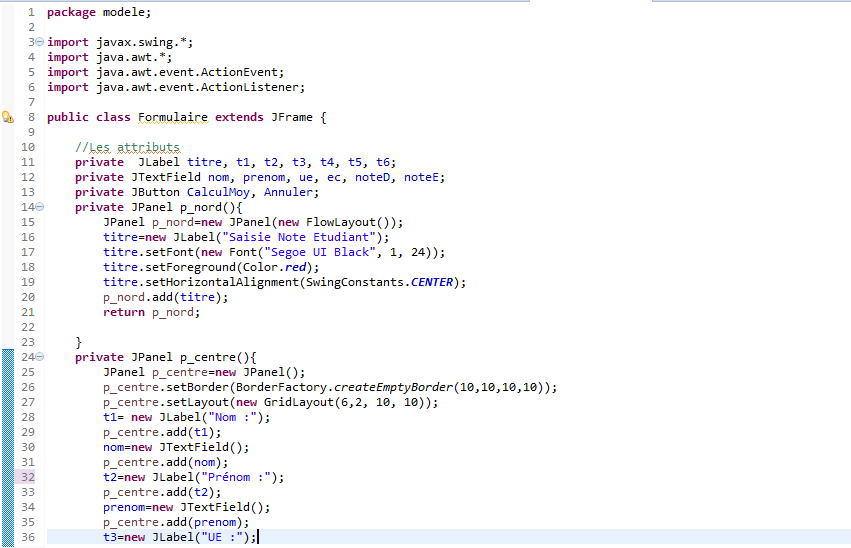 1 package modele;
2
3 import javax.swing.*;
4 import java.awt.*;
5 import java.awt.event.ActionEvent;
6 import java.awt.event.ActionListener;
7
8 public class Formulaire extends JFrame {
9
10 //Les attributs
11 private  JLabel titre, t1, t2, t3, t4, t5, t6;
12 private JTextField nom, prenom, ue, ec, noteD, noteE;
13 private JButton CalculMoy, Annuler;
14 private JPanel p_nord(){
15 JPanel p_nord=new JPanel(new FlowLayout());
16 titre=new JLabel("Saisie Note Etudiant");
17 titre.setFont(new Font("Segoe UI Black", 1, 24));
18 titre.setForeground(Color.red);
19 titre.setHorizontalAlignment(SwingConstants.CENTER);
20 p_nord.add(titre);
21 return p_nord;
22
23 }
24 private JPanel p_centre(){
25 JPanel p_centre=new JPanel();
26 p_centre.setBorder(BorderFactory.createEmptyBorder(10,10,10,10));
27 p_centre.setLayout(new GridLayout(6,2, 10, 10));
28 t1= new JLabel("Nom :");
29 p_centre.add(t1);
30 nom=new JTextField();
31 p_centre.add(nom);
32 t2=new JLabel("Prénom :");
33 p_centre.add(t2);
34 prenom=new JTextField();
35 p_centre.add(prenom);
36 t3=new JLabel("UE :");